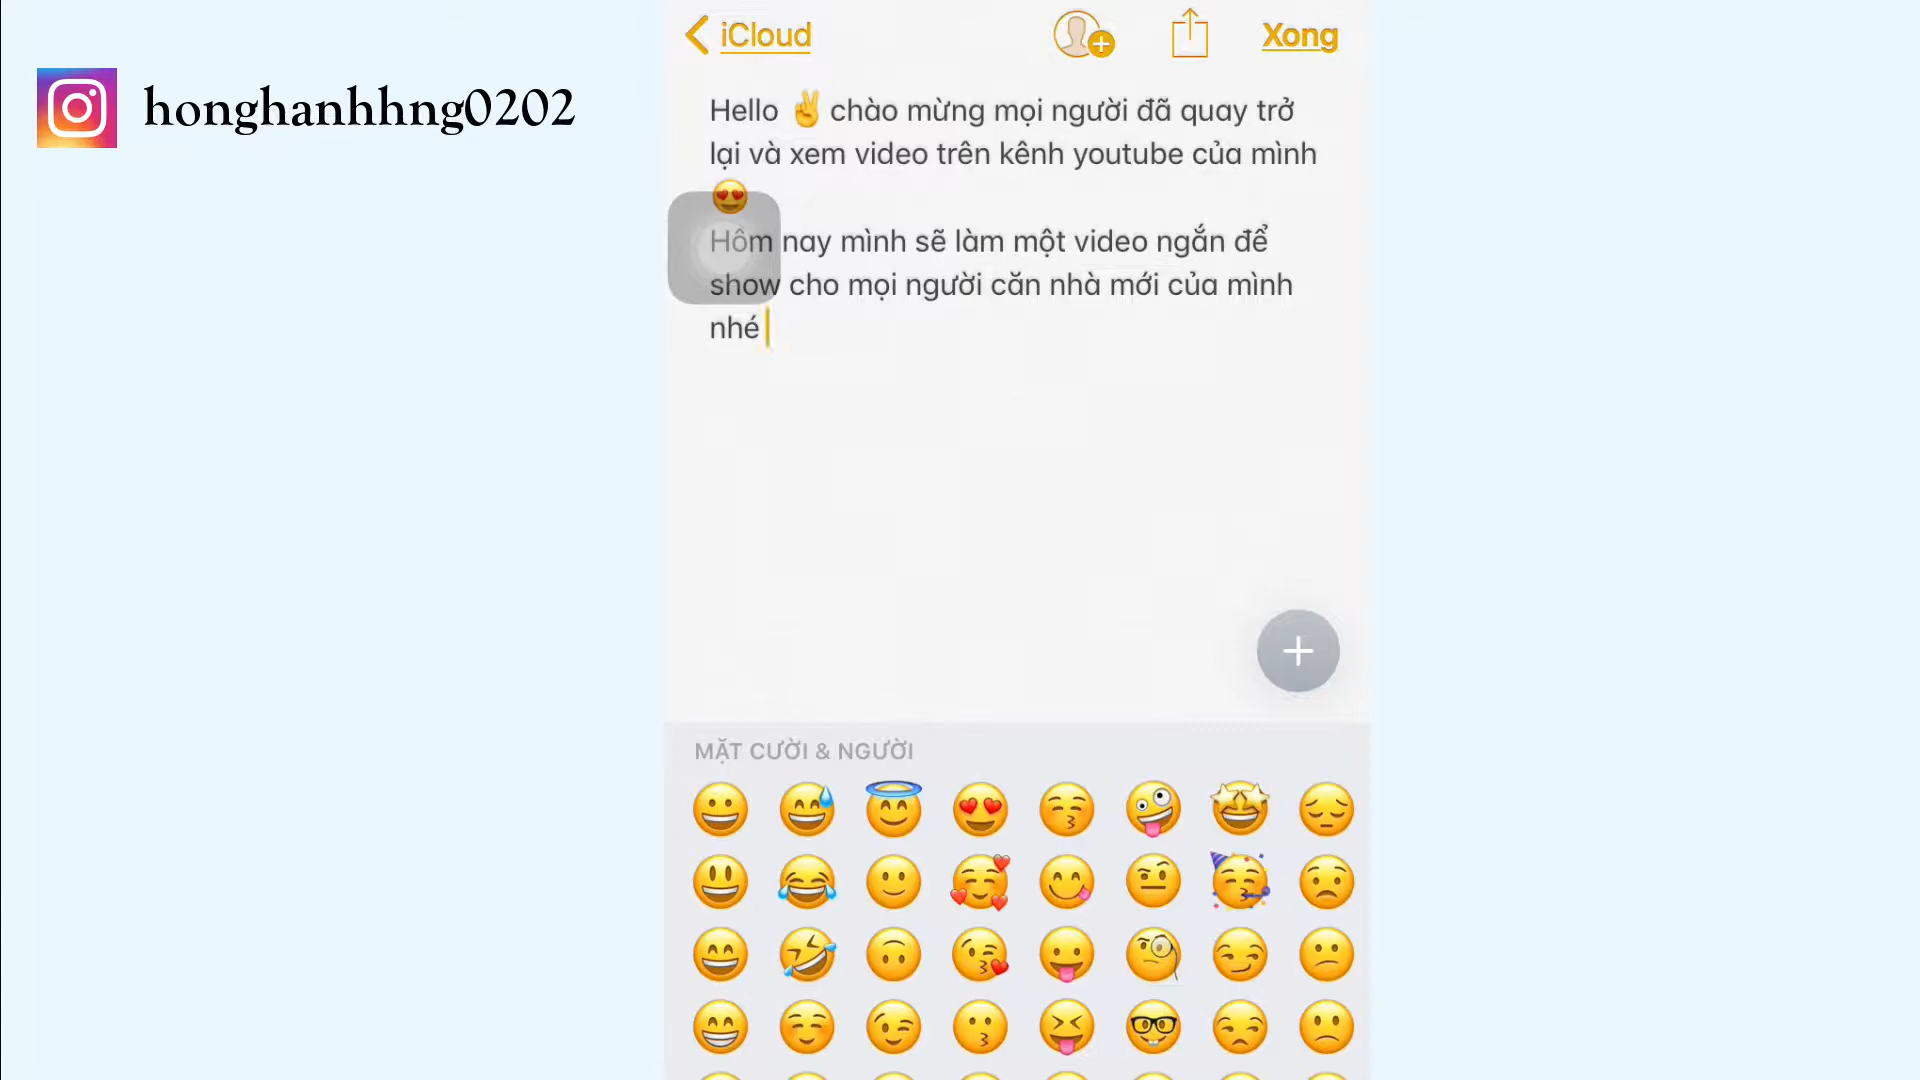 honghanhhng0202
iCloud
Xong
Hello ✌️ chào mừng mọi người đã quay trở
lại và xem video trên kênh youtube của mình
😍
Hôm nay mình sẽ làm một video ngắn để
show cho mọi người căn nhà mới của mình
nhé
MẶT CƯỜI & NGƯỜI